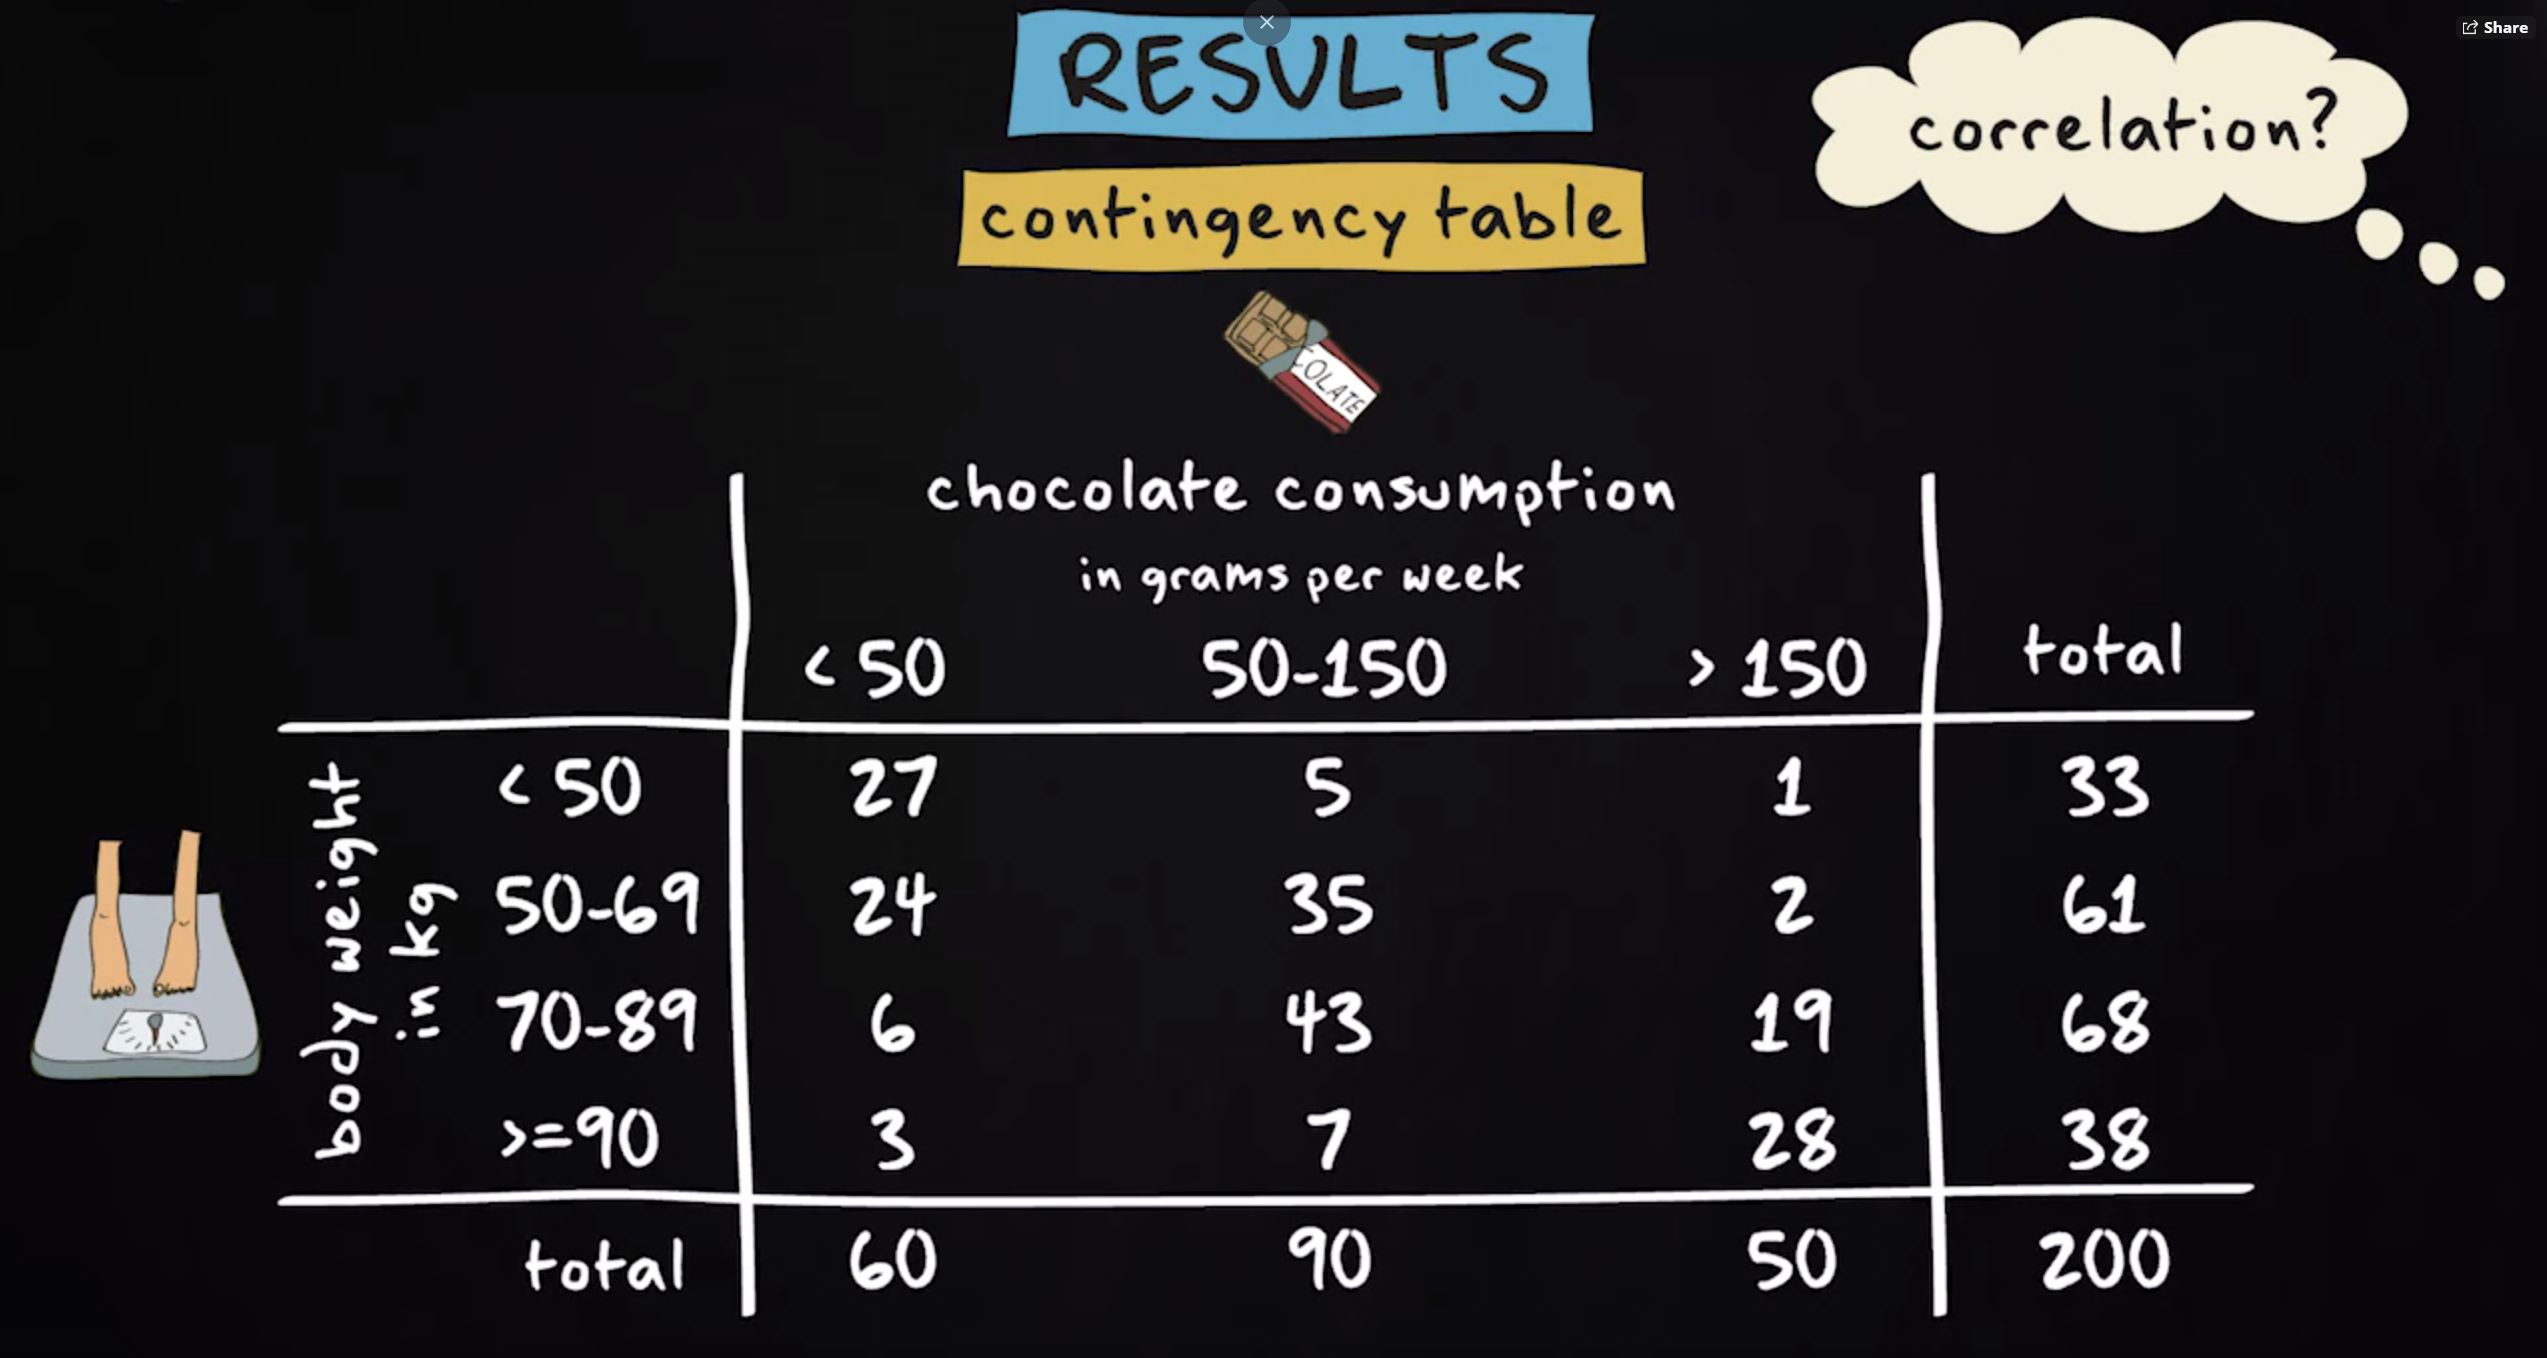 Share
RESULTS
correlation?
contingency table
COLATE
chocolate consumption
in grams per week
< 50 50-150 > 150 total
body weight
in kg
< 50 27 5 1 33
50-69 24 35 2 61
70-89 6 43 19 68
>=90 3 7 28 38
total 60 90 50 200